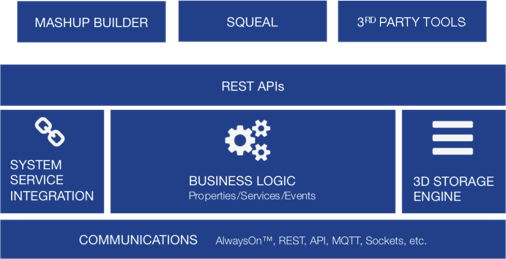 MASHUP BUILDER
SQUEAL
3RD PARTY TOOLS
REST APIs
SYSTEM
SERVICE
INTEGRATION
BUSINESS LOGIC
Properties/Services/Events
3D STORAGE
ENGINE
COMMUNICATIONS AlwaysOn™, REST, API, MQTT, Sockets, etc.